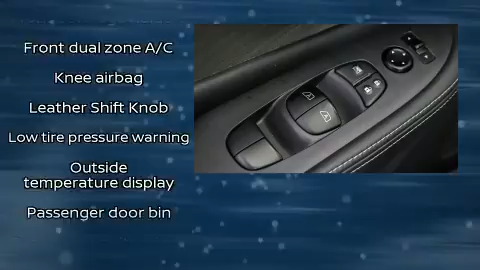 Front dual zone A/C
Knee airbag
Leather Shift Knob
Low tire pressure warning
Outside
temperature display
Passenger door bin